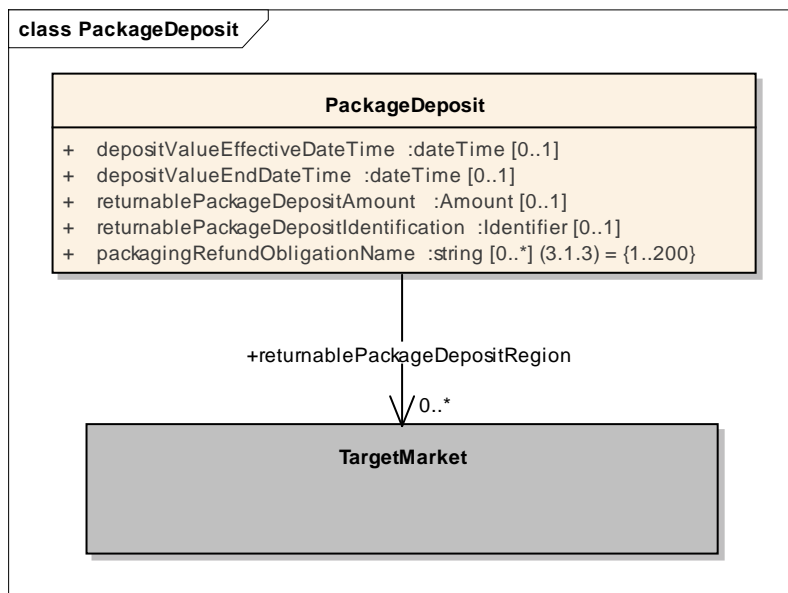 class PackageDeposit
PackageDeposit
+ depositValueEffectiveDateTime :dateTime [0..1]
+ depositValueEndDateTime :dateTime [0..1]
+ returnablePackageDepositAmount :Amount [0..1]
+ returnablePackageDepositIdentification :Identifier [0..1]
+ packagingRefundObligationName :string [0..*] (3.1.3) = {1..200}
+returnablePackageDepositRegion
0..*
TargetMarket